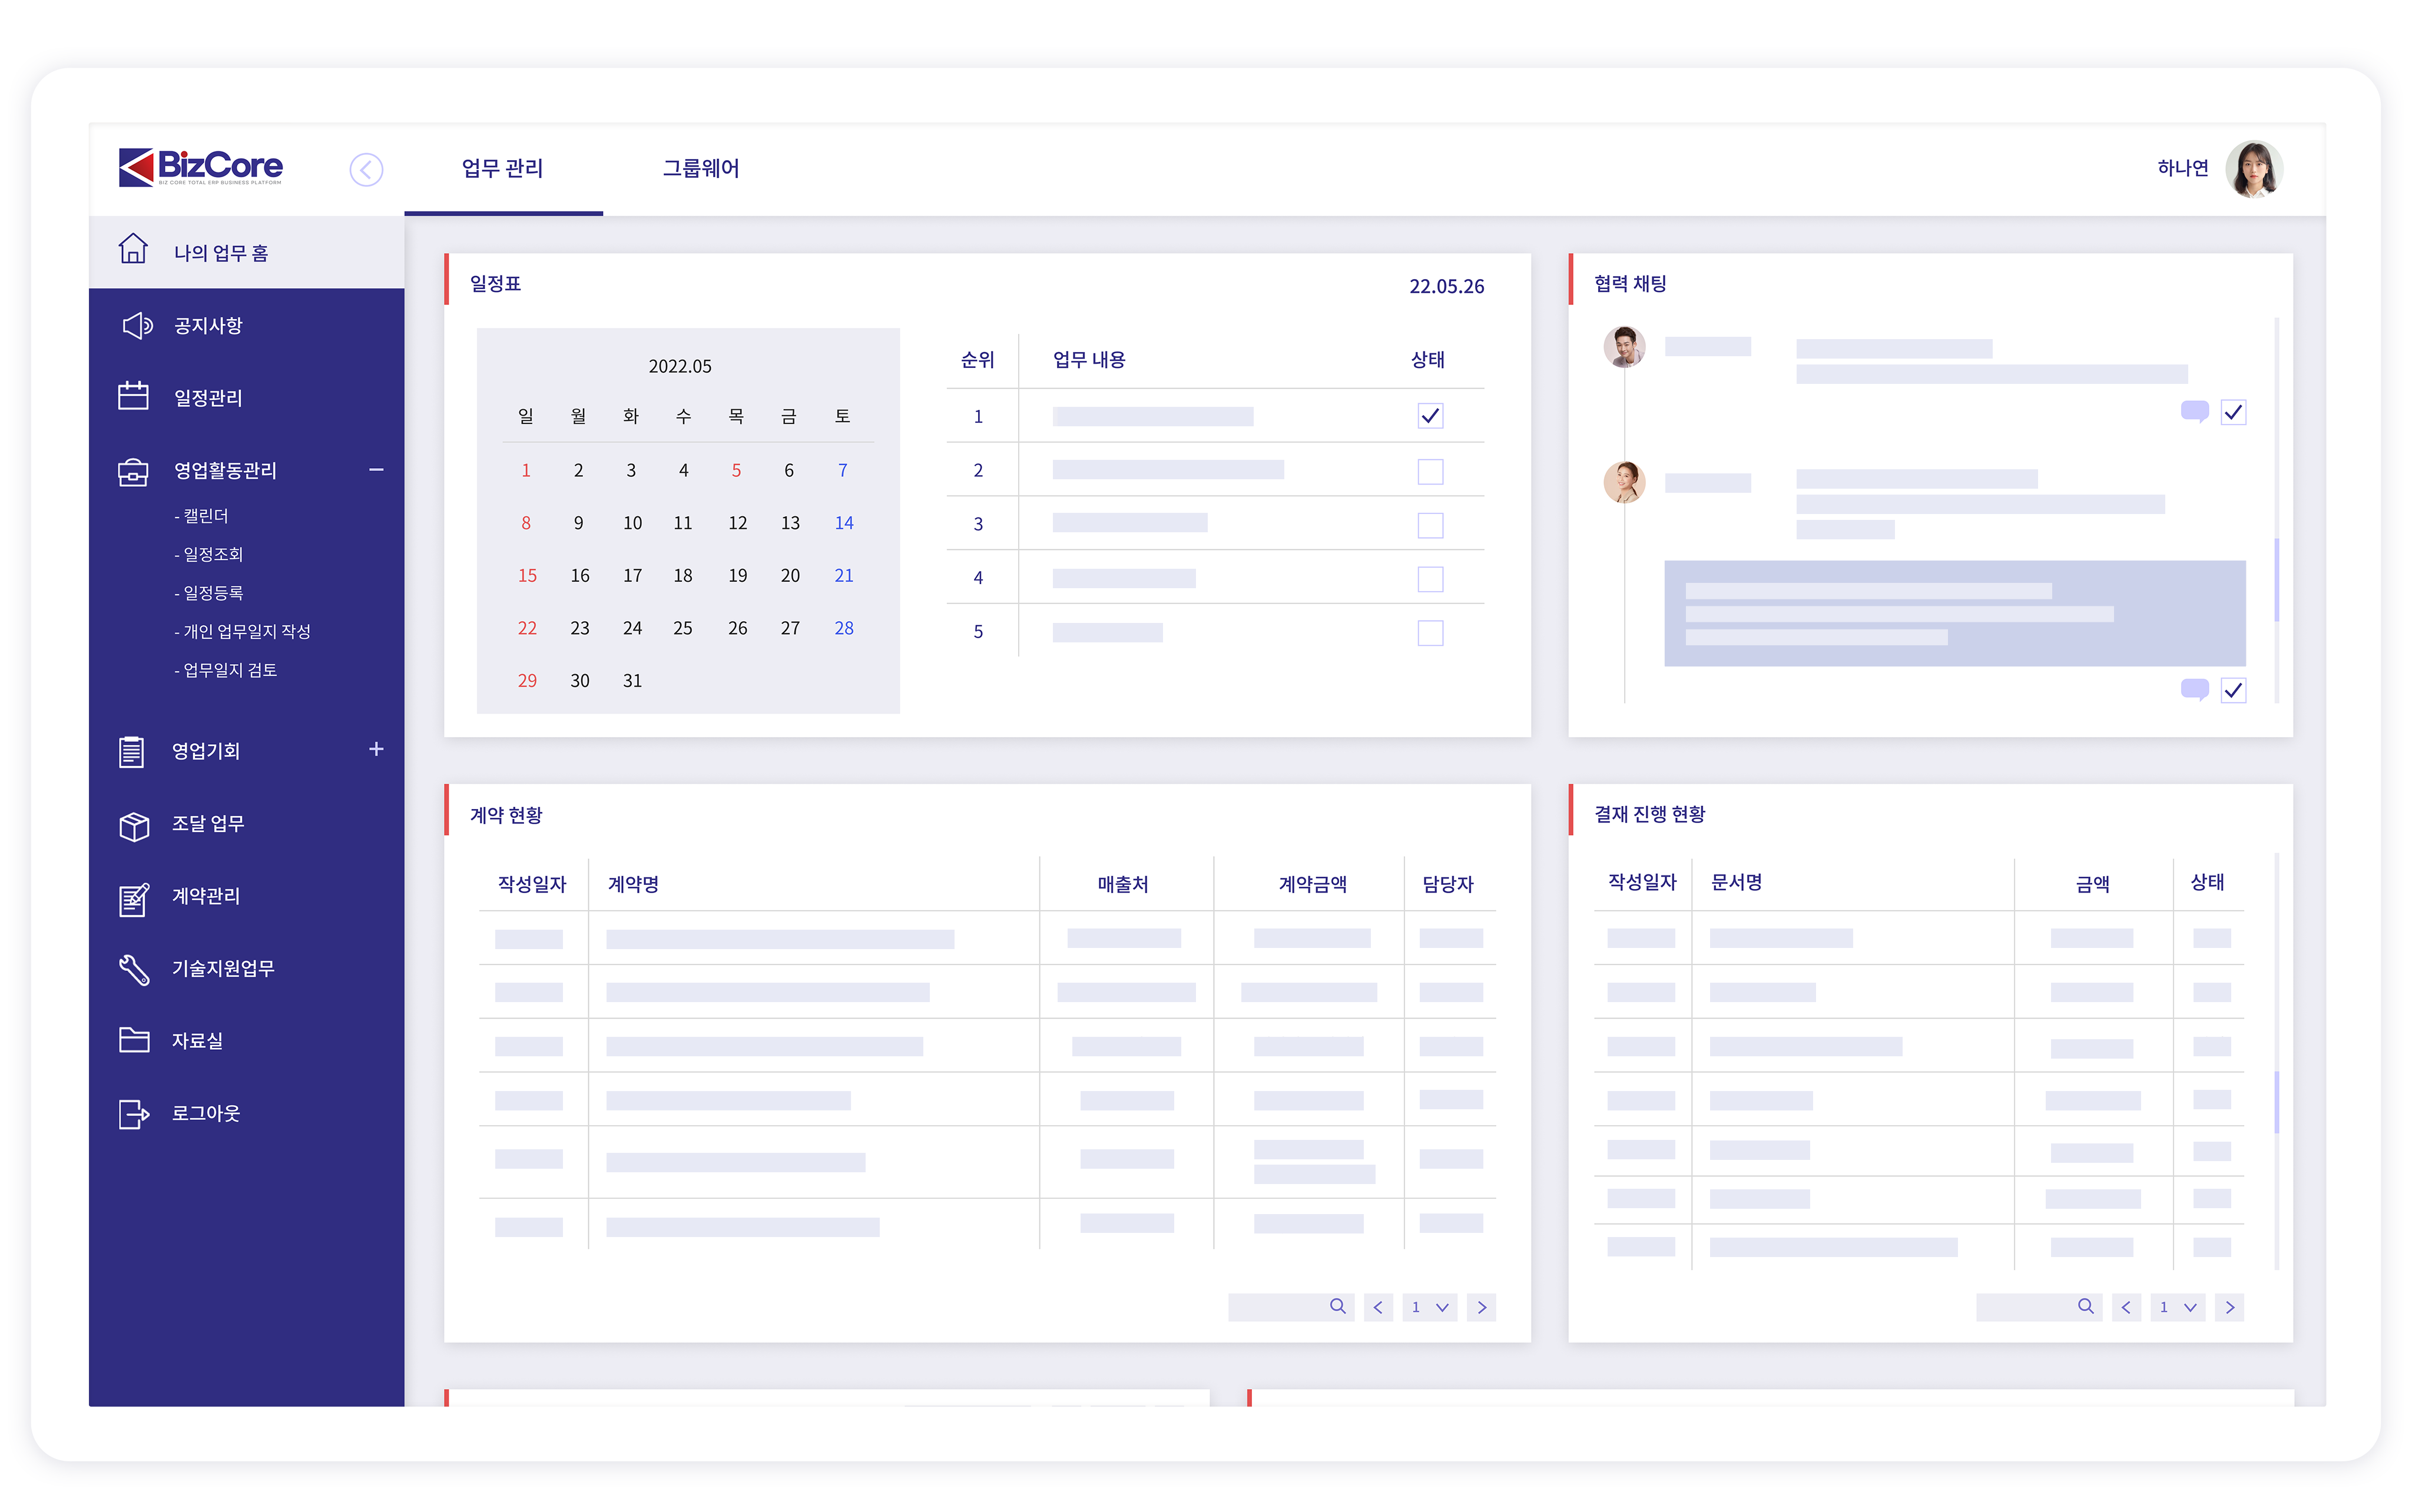 BizCore
BIZ CORE TOTAL ERP BUSINESS PLATFORM
업무 관리
그룹웨어
하나연
나의 업무 홈
공지사항
일정관리
영업활동관리
- 캘린더
- 일정조회
- 일정등록
- 개인 업무일지 작성
- 업무일지 검토
영업기회
조달 업무
계약관리
기술지원업무
자료실
로그아웃
일정표
22.05.26
2022.05
일 월 화 수 목 금 토
1 2 3 4 5 6 7
8 9 10 11 12 13 14
15 16 17 18 19 20 21
22 23 24 25 26 27 28
29 30 31
순위 업무 내용 상태
1
2
3
4
5
협력 채팅
계약 현황
작성일자 계약명 매출처 계약금액 담당자
1
결재 진행 현황
작성일자 문서명 금액 상태
1